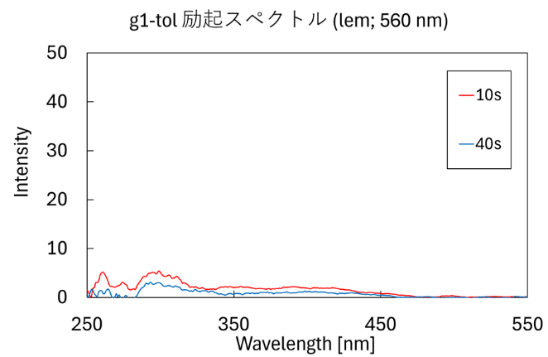 g1-tol 励起スペクトル (lem; 560 nm)
50
40
30
20
10
0
Intensity
10s
40s
250
350
450
550
Wavelength [nm]